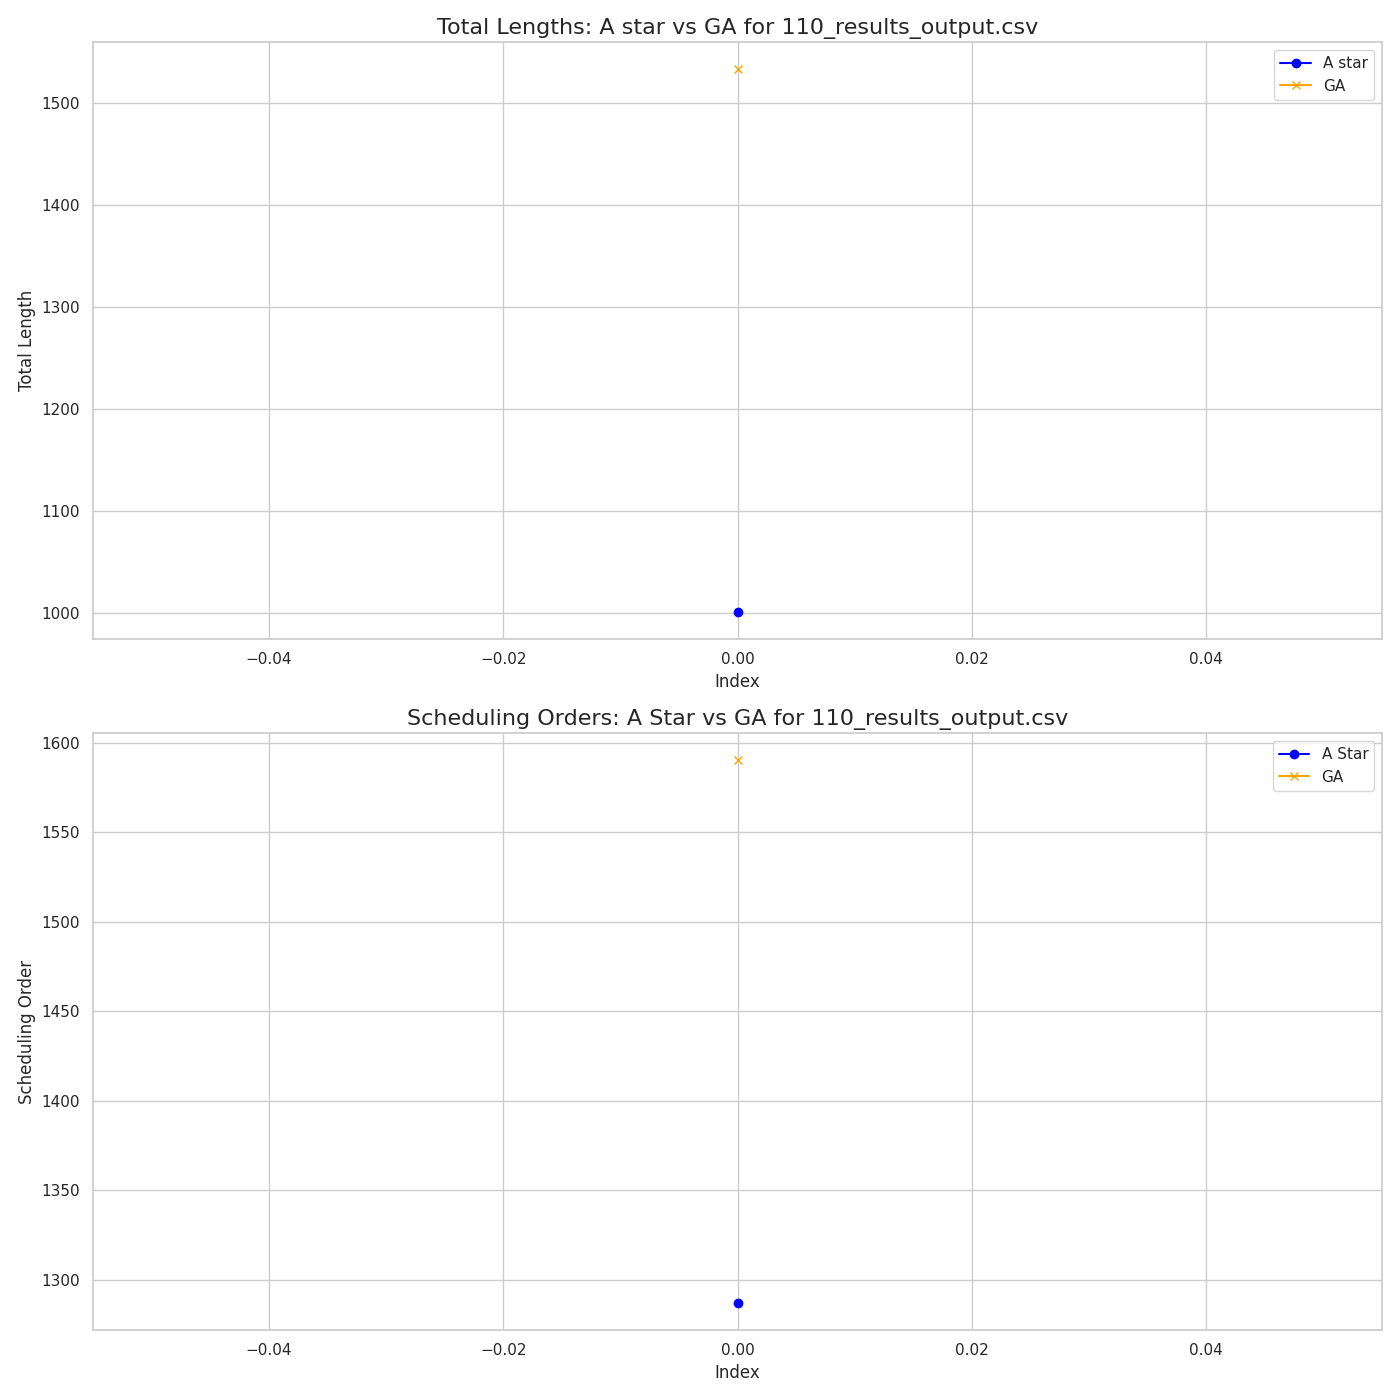 Total Lengths: A star vs GA for 110_results_output.csv
A star
GA
1500
1400
1300
1200
1100
1000
Total Length
−0.04
−0.02
0.00
0.02
0.04
Index
Scheduling Orders: A Star vs GA for 110_results_output.csv
A Star
GA
1600
1550
1500
1450
1400
1350
1300
Scheduling Order
−0.04
−0.02
0.00
0.02
0.04
Index